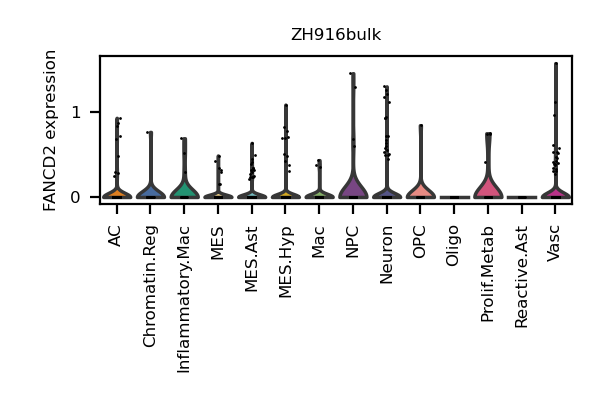 ZH916bulk
FANCD2 expression
1
0
AC
Chromatin.Reg
Inflammatory.Mac
MES
MES.Ast
MES.Hyp
Mac
NPC
Neuron
OPC
Oligo
Prolif.Metab
Reactive.Ast
Vasc